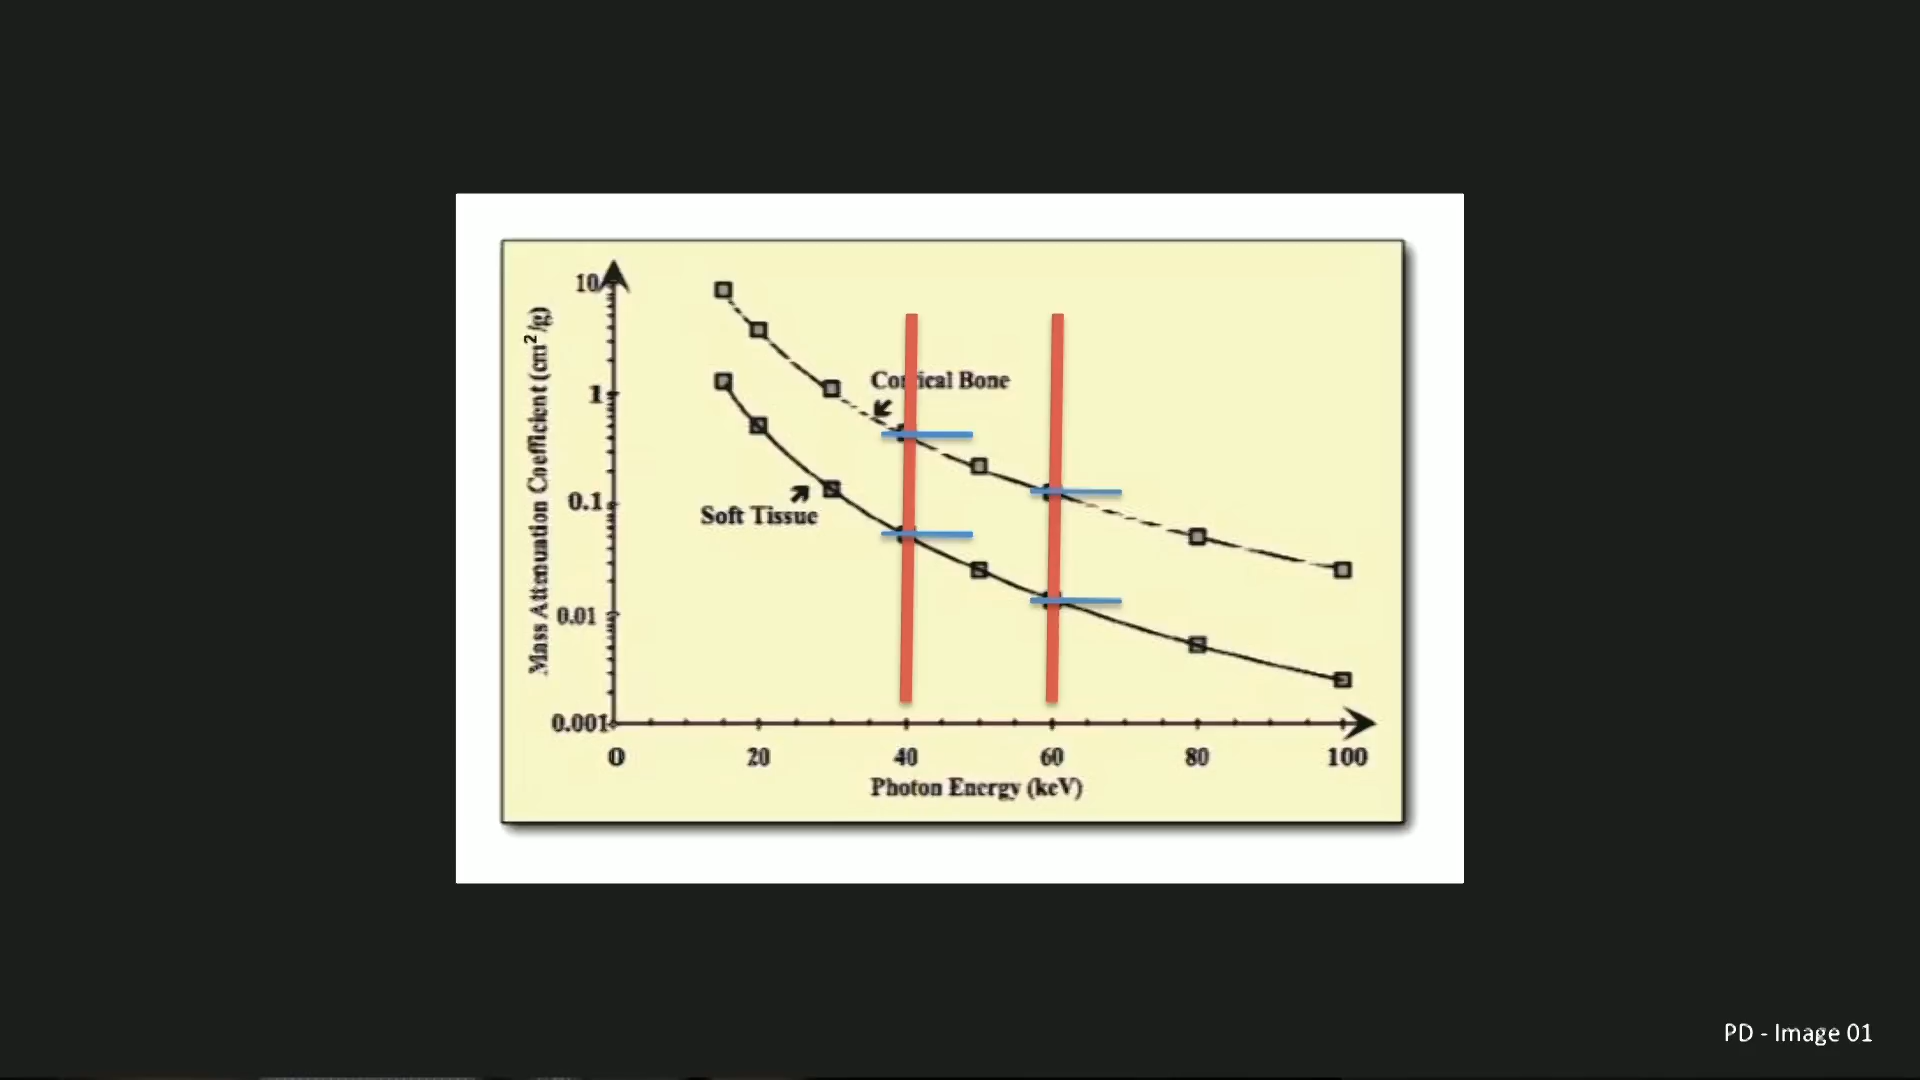 10
1
0.1
0.01
0.001
Mass Attenuation Coefficient (cm²/g)
Cortical Bone
Soft Tissue
0 20 40 60 80 100
Photon Energy (keV)
PD - Image 01